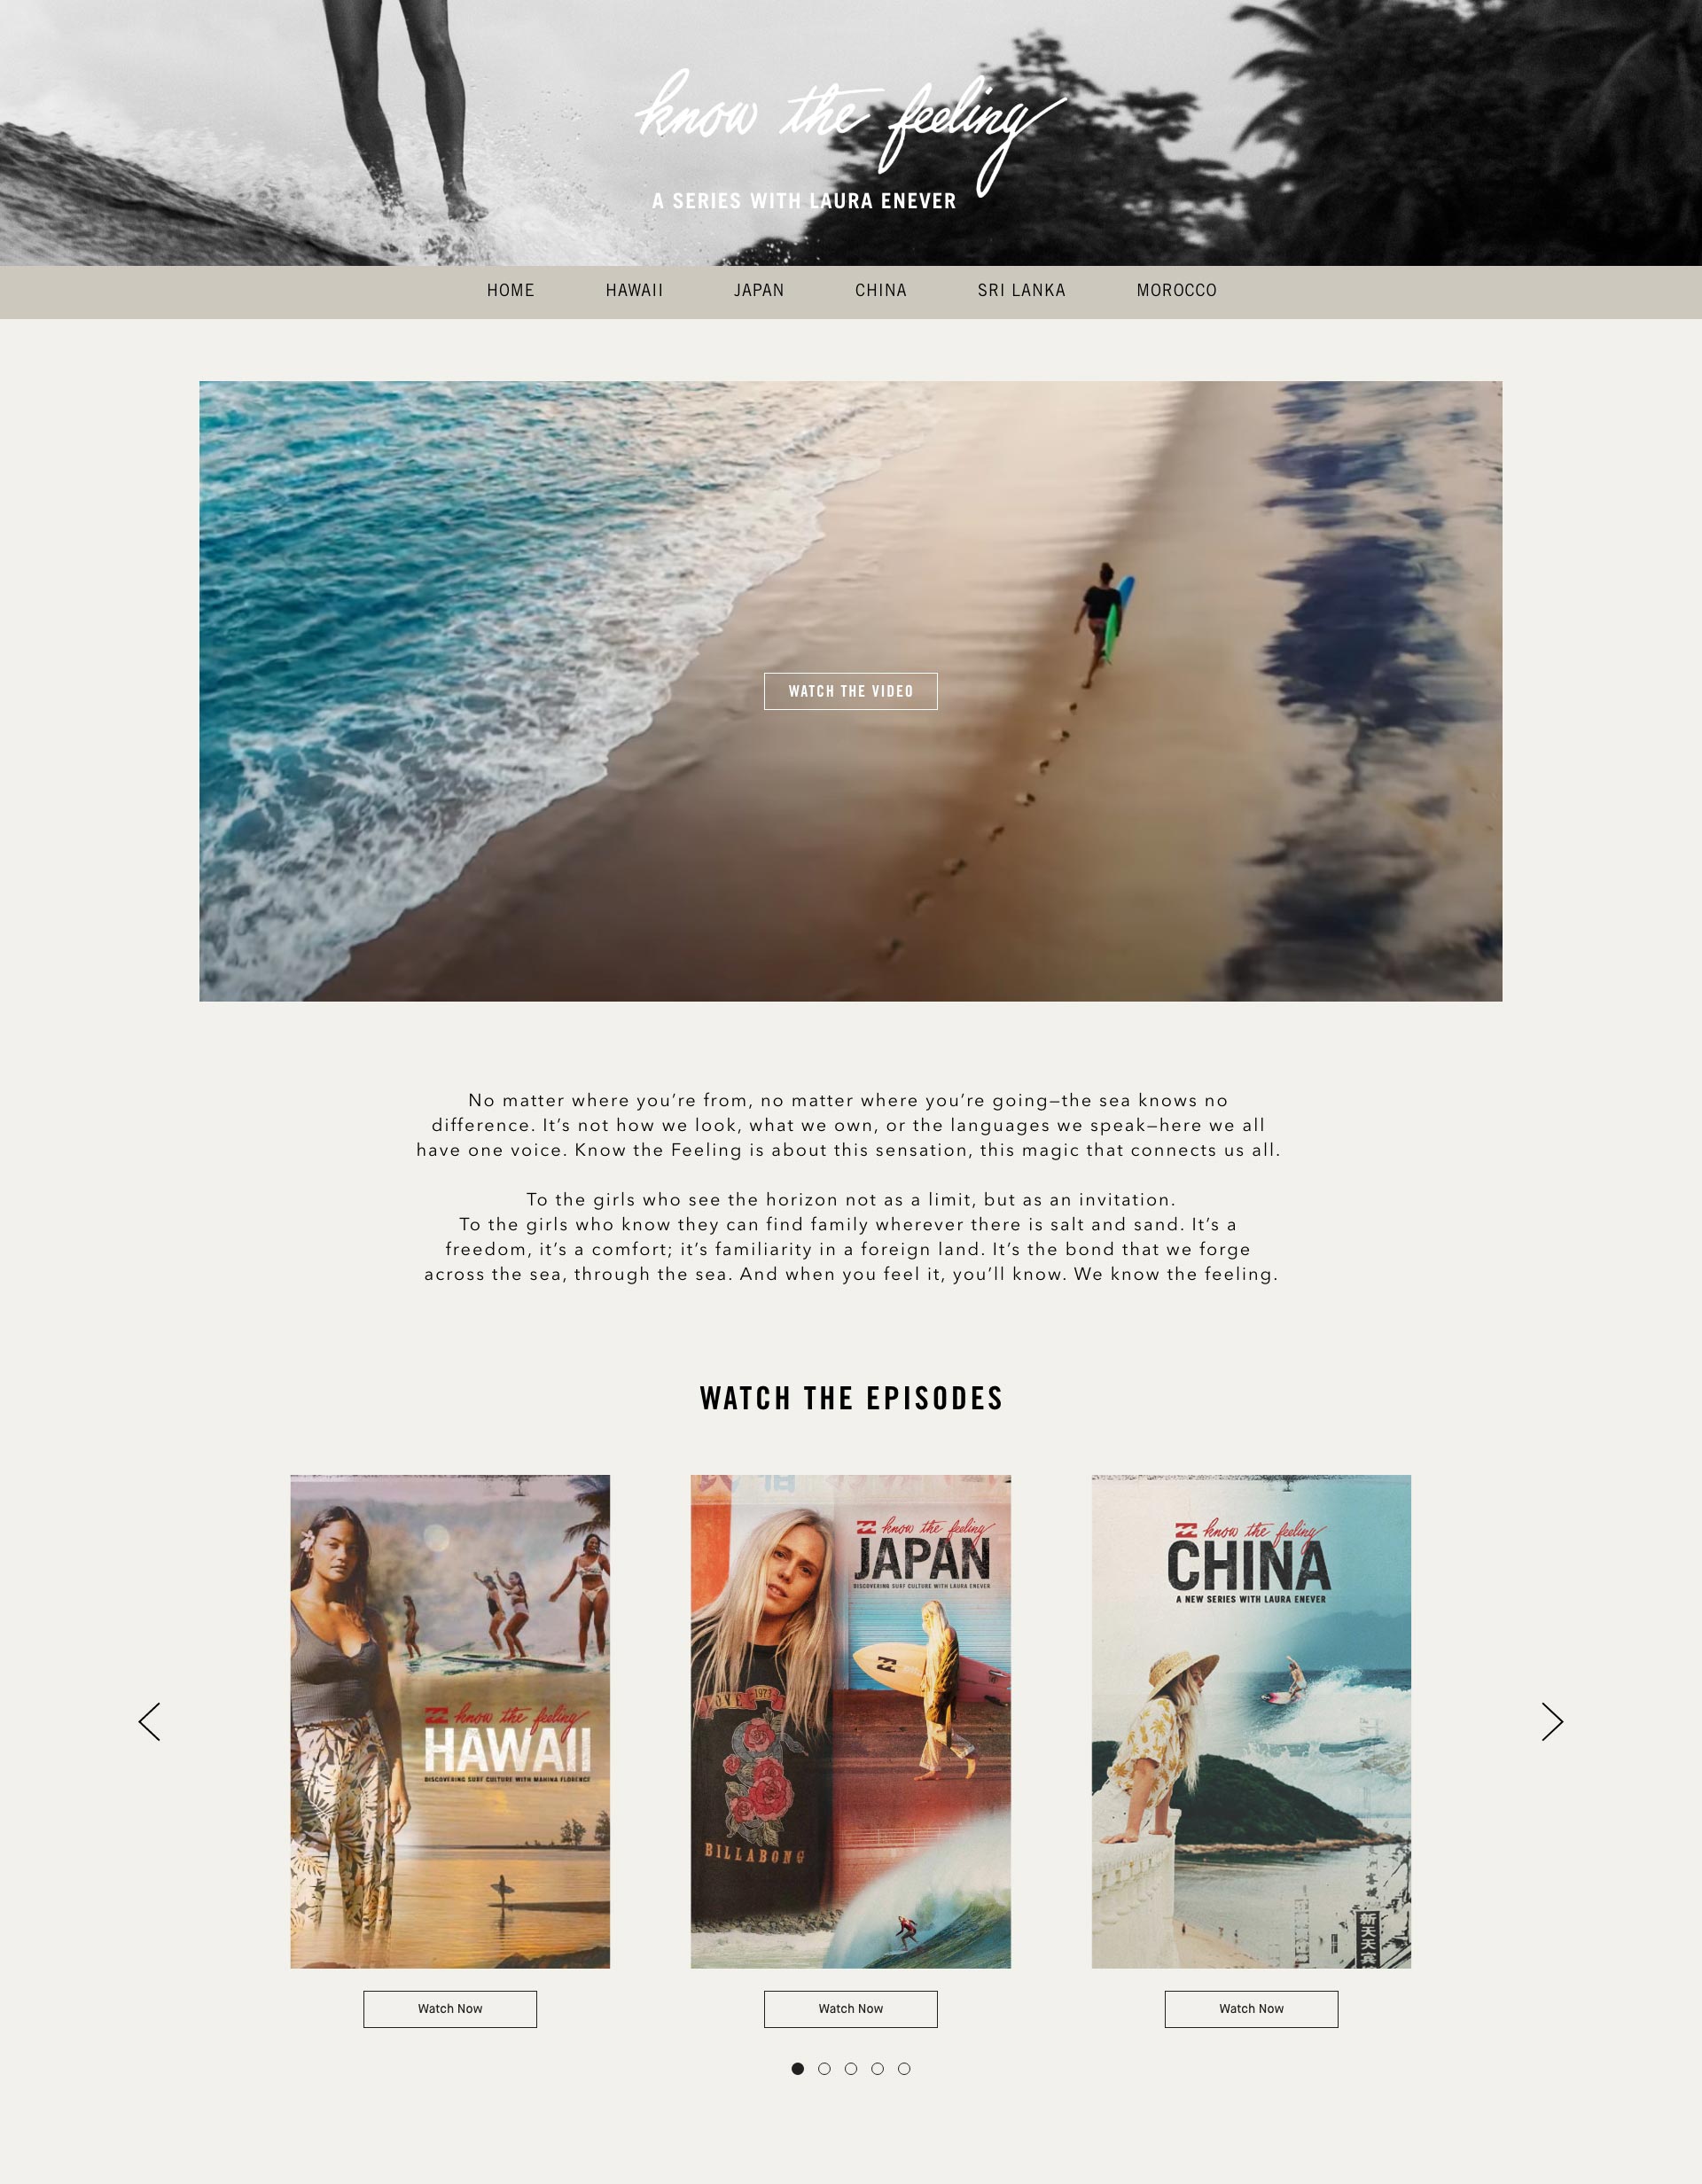 know the feeling
A SERIES WITH LAURA ENEVER
HOME HAWAII JAPAN CHINA SRI LANKA MOROCCO
WATCH THE VIDEO
No matter where you’re from, no matter where you’re going—the sea knows no
difference. It’s not how we look, what we own, or the languages we speak—here we all
have one voice. Know the Feeling is about this sensation, this magic that connects us all.
To the girls who see the horizon not as a limit, but as an invitation.
To the girls who know they can find family wherever there is salt and sand. It’s a
freedom, it’s a comfort; it’s familiarity in a foreign land. It’s the bond that we forge
across the sea, through the sea. And when you feel it, you’ll know. We know the feeling.
WATCH THE EPISODES
know the feeling
HAWAII
DISCOVERING SURF CULTURE WITH MAHINA FLORENCE
know the feeling
JAPAN
DISCOVERING SURF CULTURE WITH LAURA ENEVER
LOVE 1973
BILLABONG
know the feeling
CHINA
A NEW SERIES WITH LAURA ENEVER
新天天宾
Watch Now
Watch Now
Watch Now